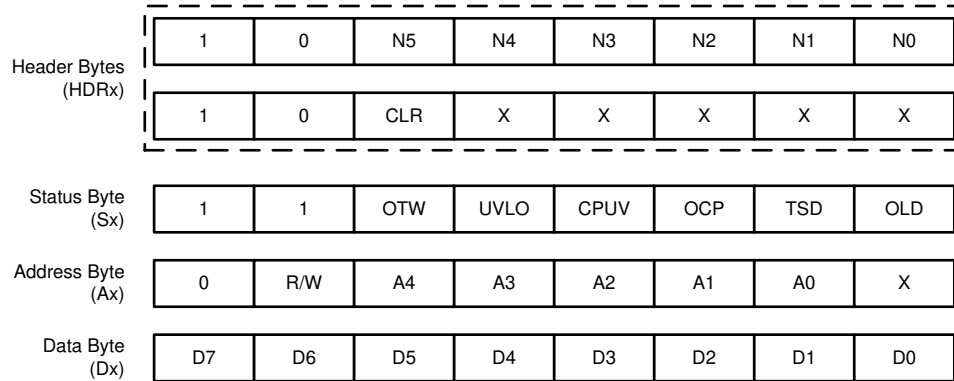 1 0 N5 N4 N3 N2 N1 N0
Header Bytes
(HDRx)
1 0 CLR X X X X X
Status Byte
(Sx)
1 1 OTW UVLO CPUV OCP TSD OLD
Address Byte
(Ax)
0 R/W A4 A3 A2 A1 A0 X
Data Byte
(Dx)
D7 D6 D5 D4 D3 D2 D1 D0